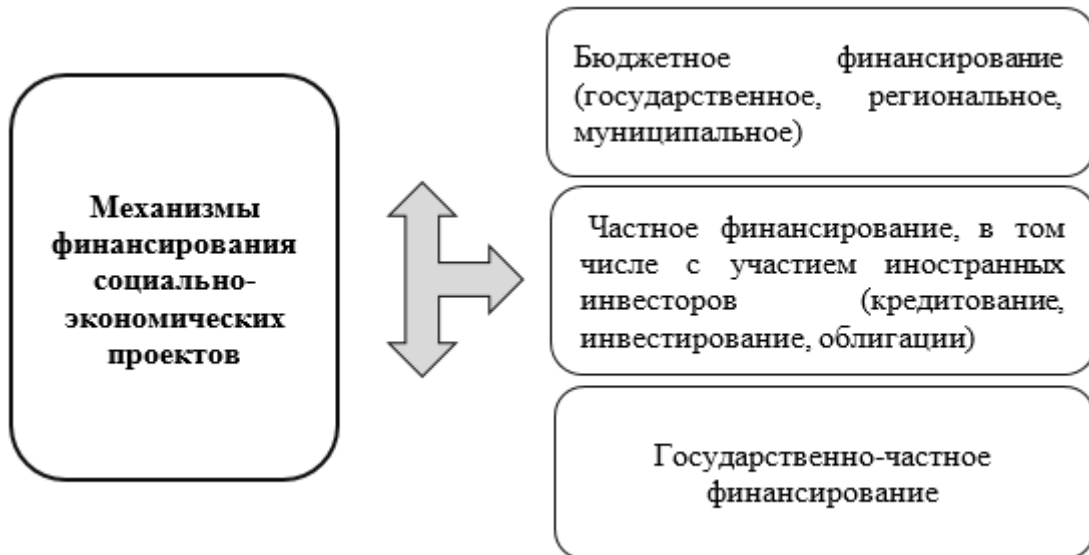 Механизмы
финансирования
социально-
экономических
проектов
Бюджетное финансирование
(государственное, региональное,
муниципальное)
Частное финансирование, в том
числе с участием иностранных
инвесторов (кредитование,
инвестирование, облигации)
Государственно-частное
финансирование